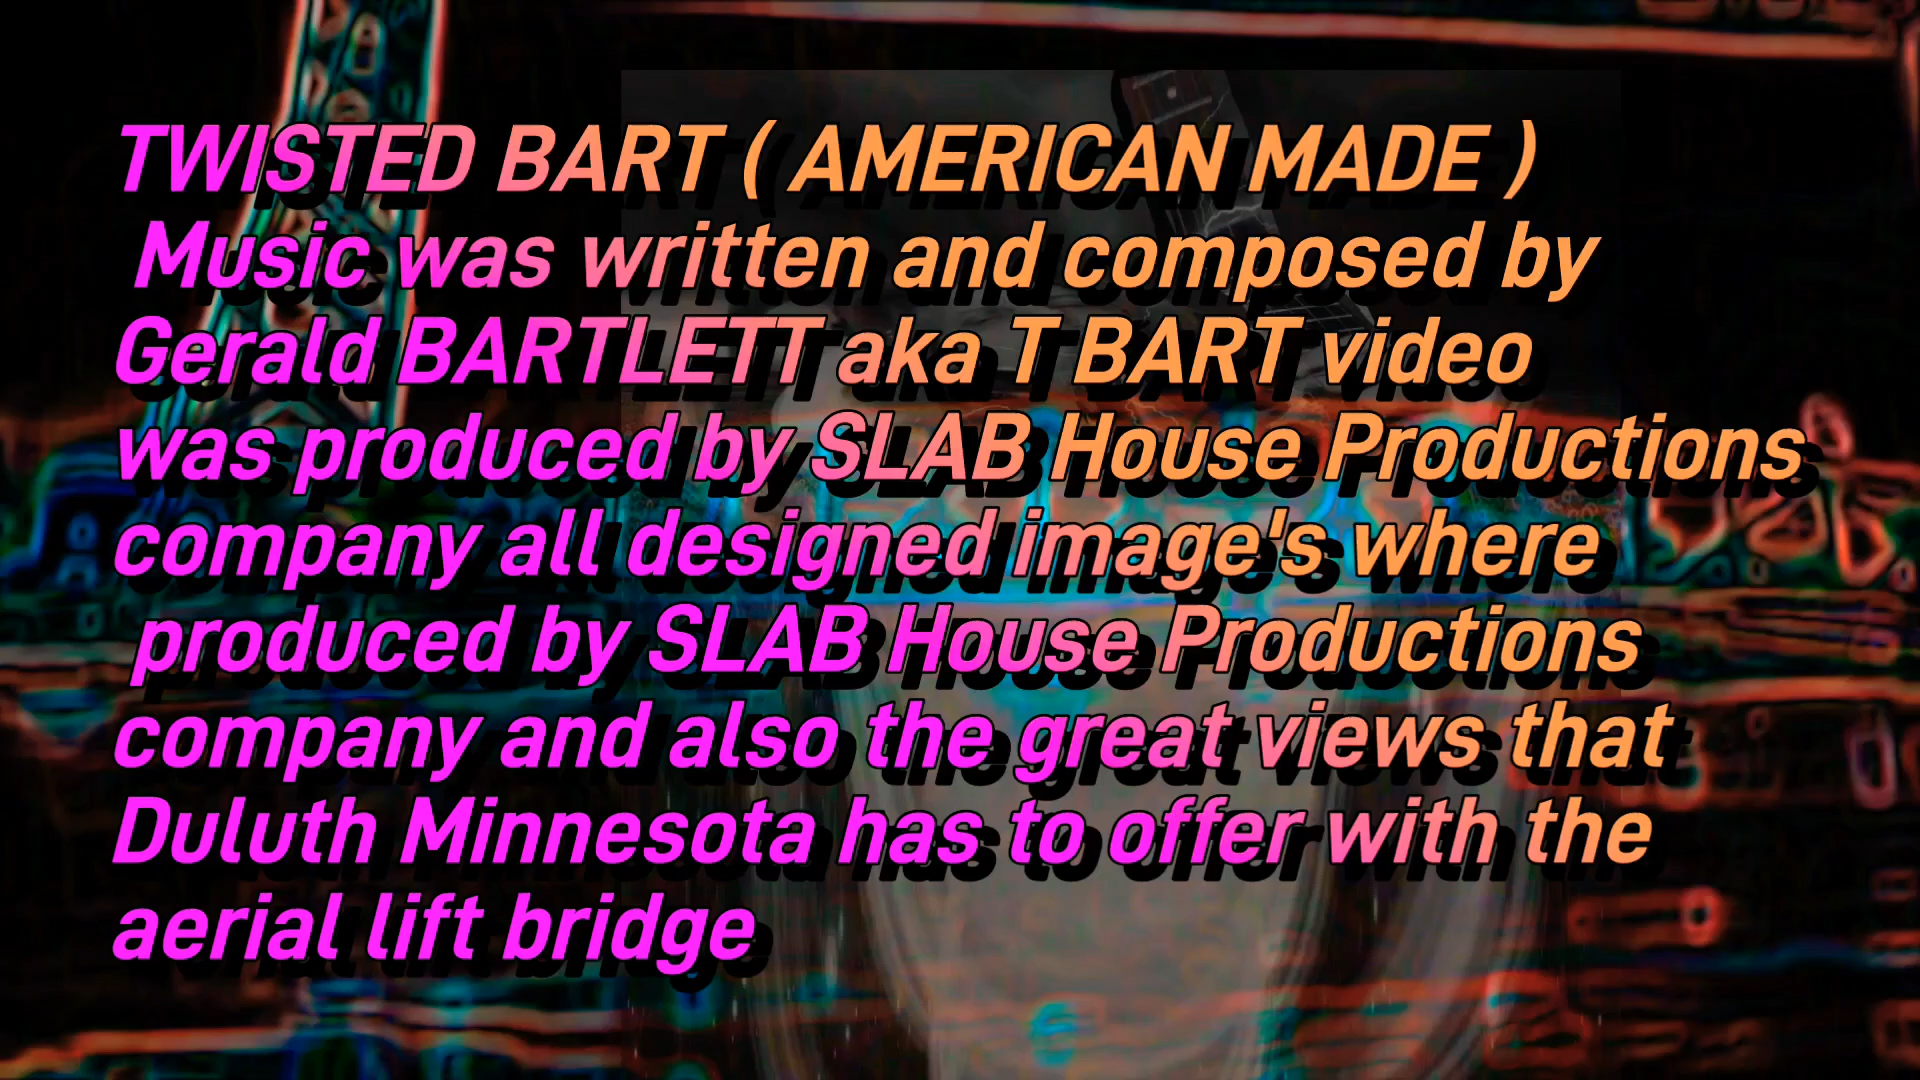 TWISTED BART ( AMERICAN MADE )
Music was written and composed by
Gerald BARTLETT aka T BART video
was produced by SLAB House Productions
company all designed image's where
produced by SLAB House Productions
company and also the great views that
Duluth Minnesota has to offer with the
aerial lift bridge